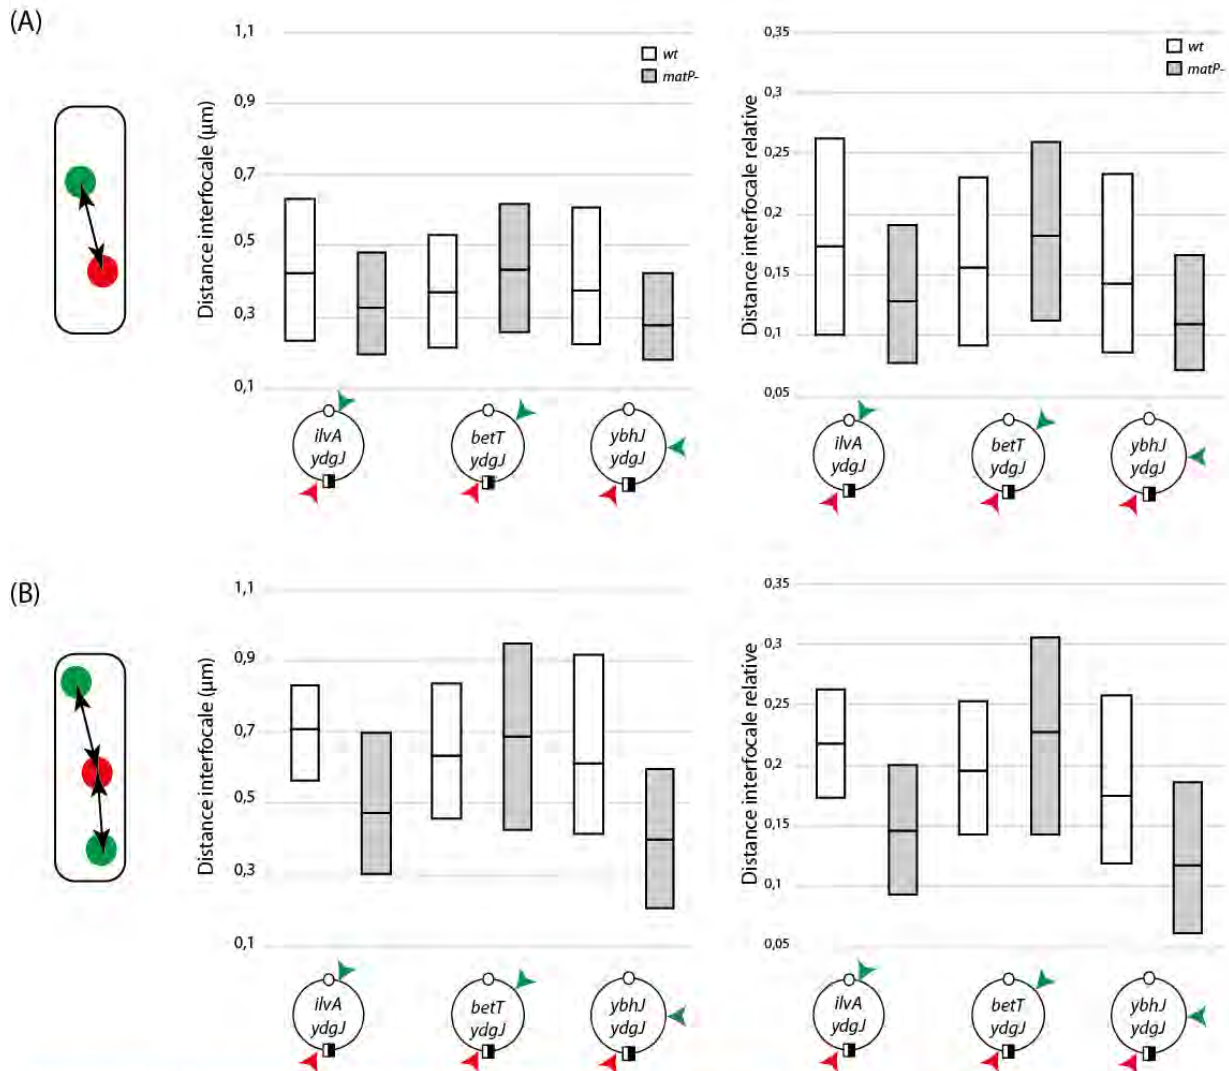 (A)
Distance interfocale (µm)
1,1
0,9
0,7
0,5
0,3
0,1
wt
matP-
ilvA
ydgJ
betT
ydgJ
ybhJ
ydgJ
Distance interfocale relative
0,35
0,3
0,25
0,2
0,15
0,1
0,05
wt
matP-
ilvA
ydgJ
betT
ydgJ
ybhJ
ydgJ
(B)
Distance interfocale (µm)
1,1
0,9
0,7
0,5
0,3
0,1
ilvA
ydgJ
betT
ydgJ
ybhJ
ydgJ
Distance interfocale relative
0,35
0,3
0,25
0,2
0,15
0,1
0,05
ilvA
ydgJ
betT
ydgJ
ybhJ
ydgJ